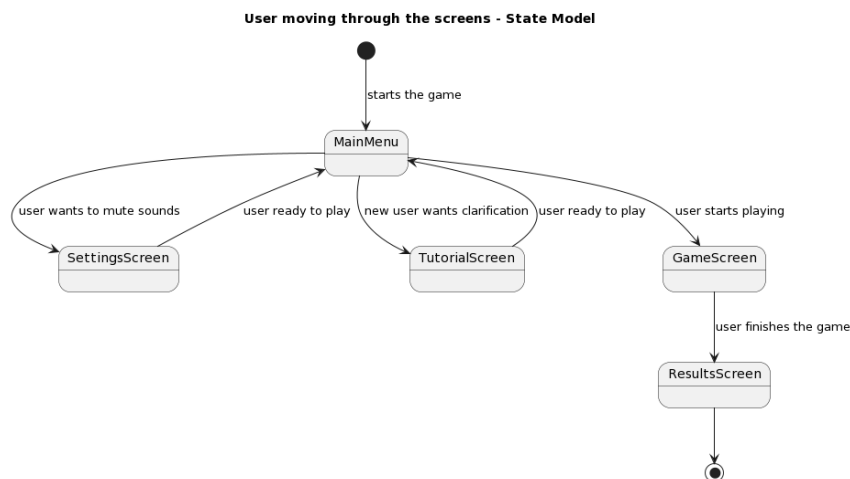 User moving through the screens - State Model
starts the game
MainMenu
user wants to mute sounds
user ready to play
new user wants clarification
user ready to play
user starts playing
SettingsScreen
TutorialScreen
GameScreen
user finishes the game
ResultsScreen